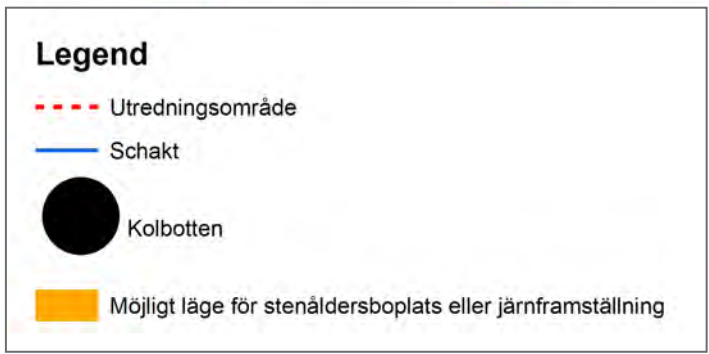 Legend
Utredningsområde
Schakt
Kolbotten
Möjligt läge för stenåldersboplats eller järnframställning